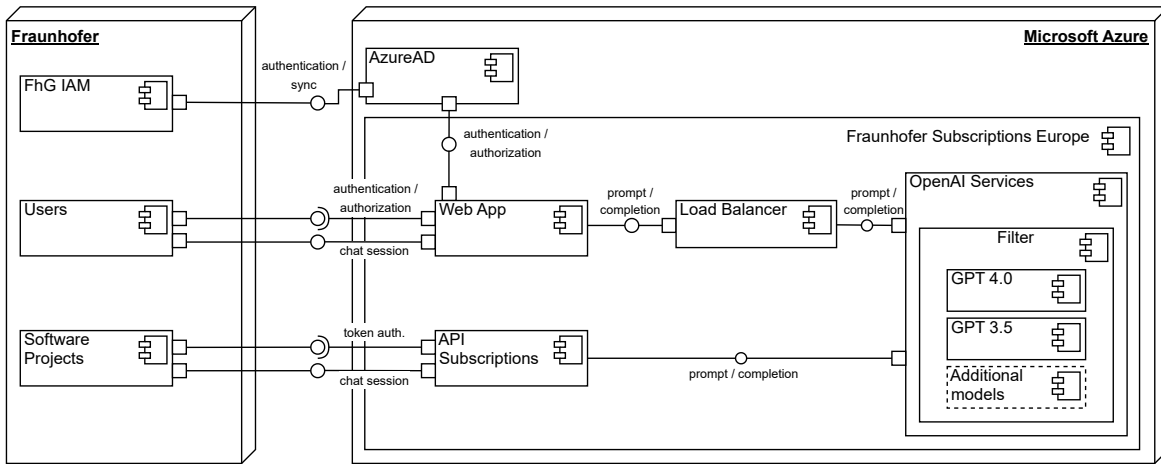 Fraunhofer
Microsoft Azure
FhG IAM
authentication /
sync
AzureAD
authentication /
authorization
Fraunhofer Subscriptions Europe
Users
authentication /
authorization
chat session
Web App
prompt /
completion
Load Balancer
prompt /
completion
OpenAI Services
Filter
GPT 4.0
GPT 3.5
Additional
models
Software
Projects
token auth.
chat session
API
Subscriptions
prompt / completion